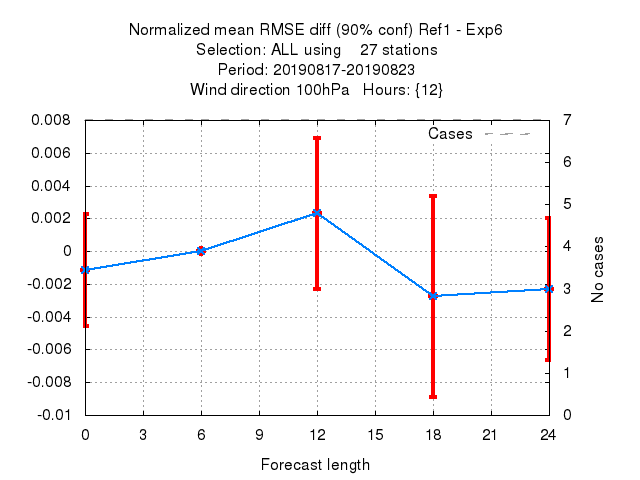 Normalized mean RMSE diff (90% conf) Ref1 - Exp6
Selection: ALL using    27 stations
Period: 20190817-20190823
Wind direction 100hPa   Hours: {12}
Cases
0.008
0.006
0.004
0.002
0
-0.002
-0.004
-0.006
-0.008
-0.01
7
6
5
4
3
2
1
0
No cases
0 3 6 9 12 15 18 21 24
Forecast length